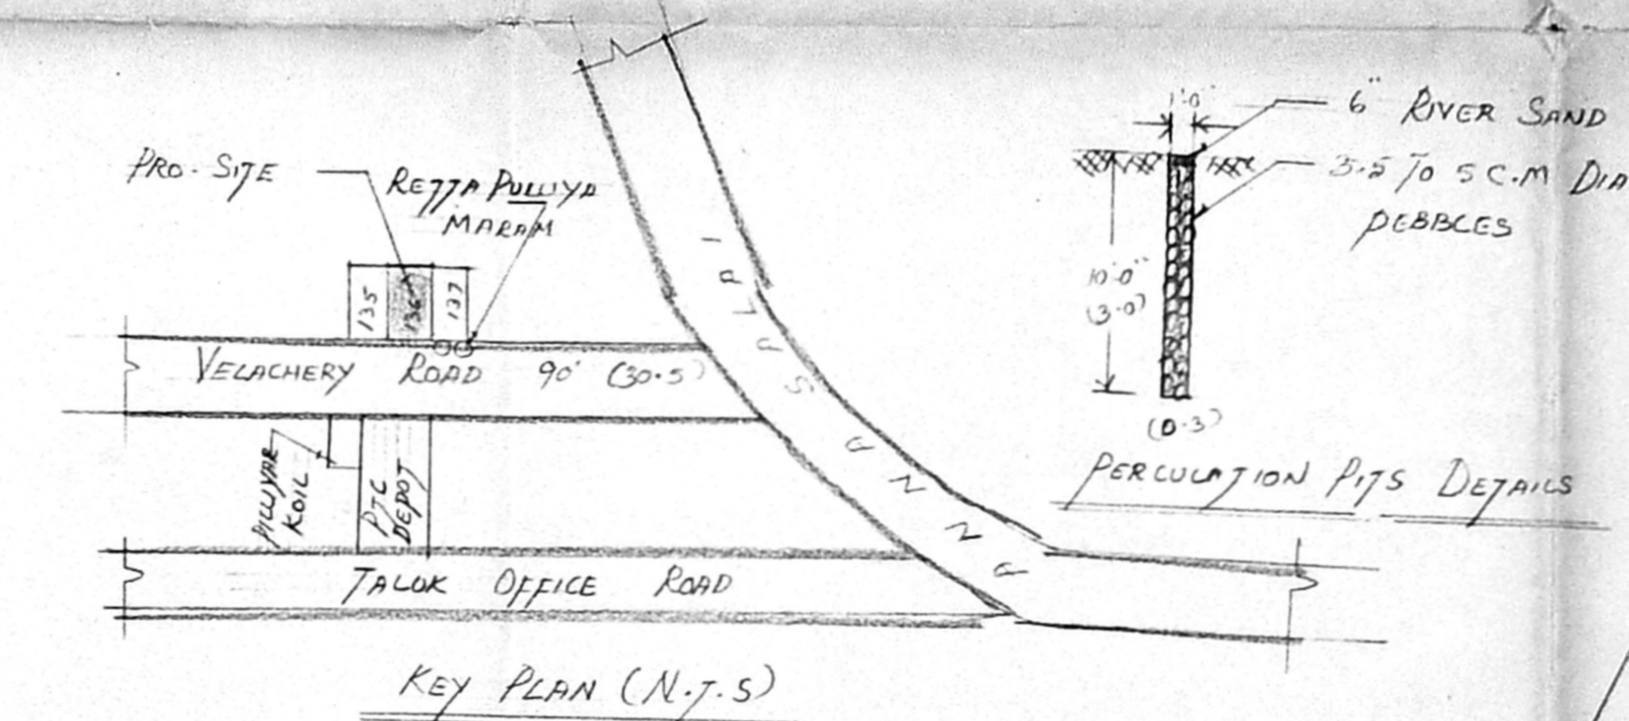 1'-0"
6" RIVER SAND
3.5 TO 5 C.M DIA
PEBBLES
10'-0"
(3.0)
(0.3)
PERCULATION PITS DETAILS
PRO-SITE
RETTA PULIYA
MARAM
135
136
137
VELACHERY ROAD 90' (30.5)
PILLIYAR
KOIL
PTC
DEPOT
TALUK OFFICE ROAD
KEY PLAN (N.T.S)